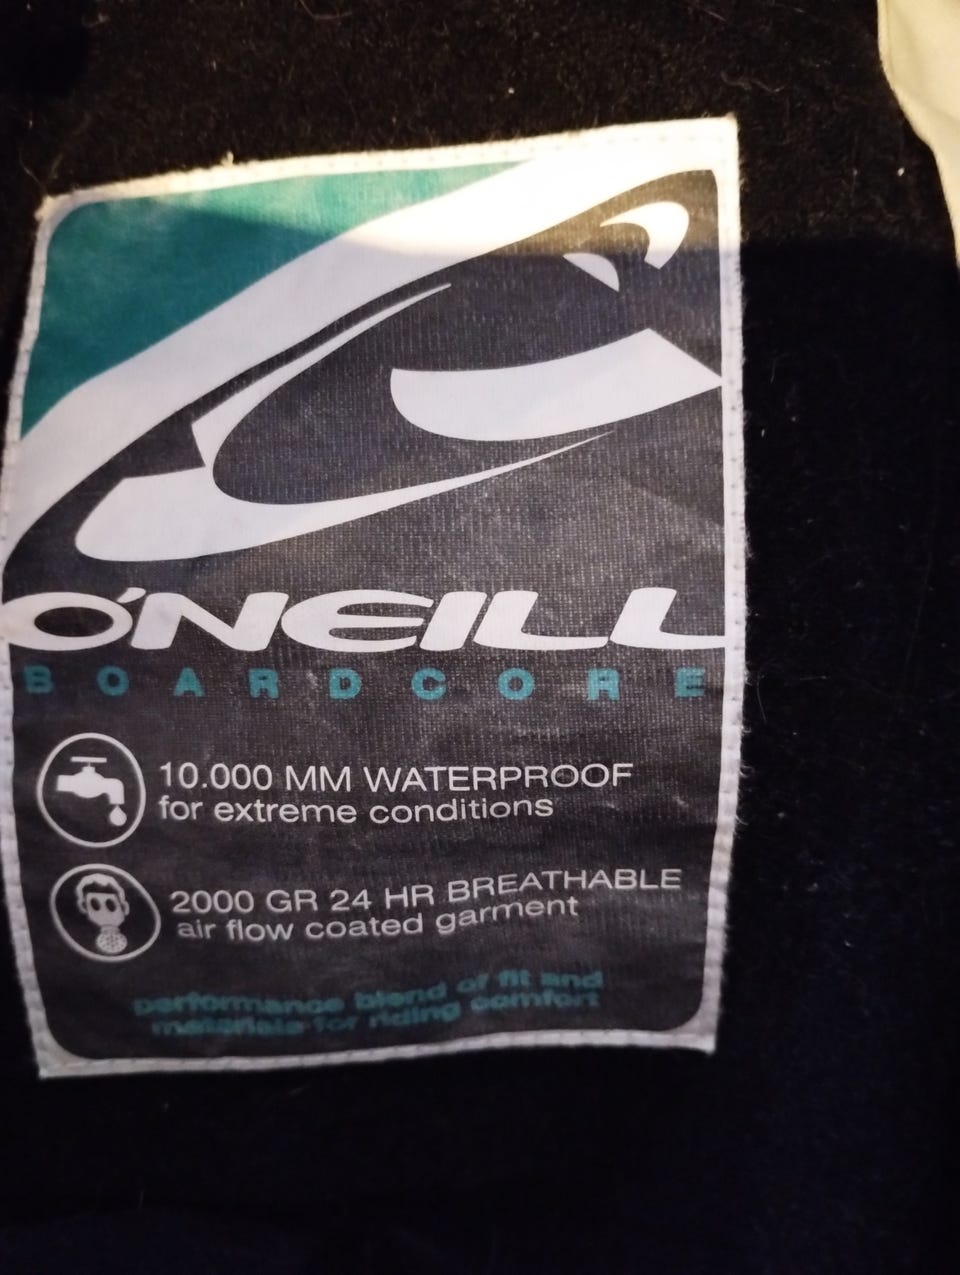 O'NEILL
BOARDCORE
10.000 MM WATERPROOF
for extreme conditions
2000 GR 24 HR BREATHABLE
air flow coated garment
performance blend of fit and
materials for riding comfort